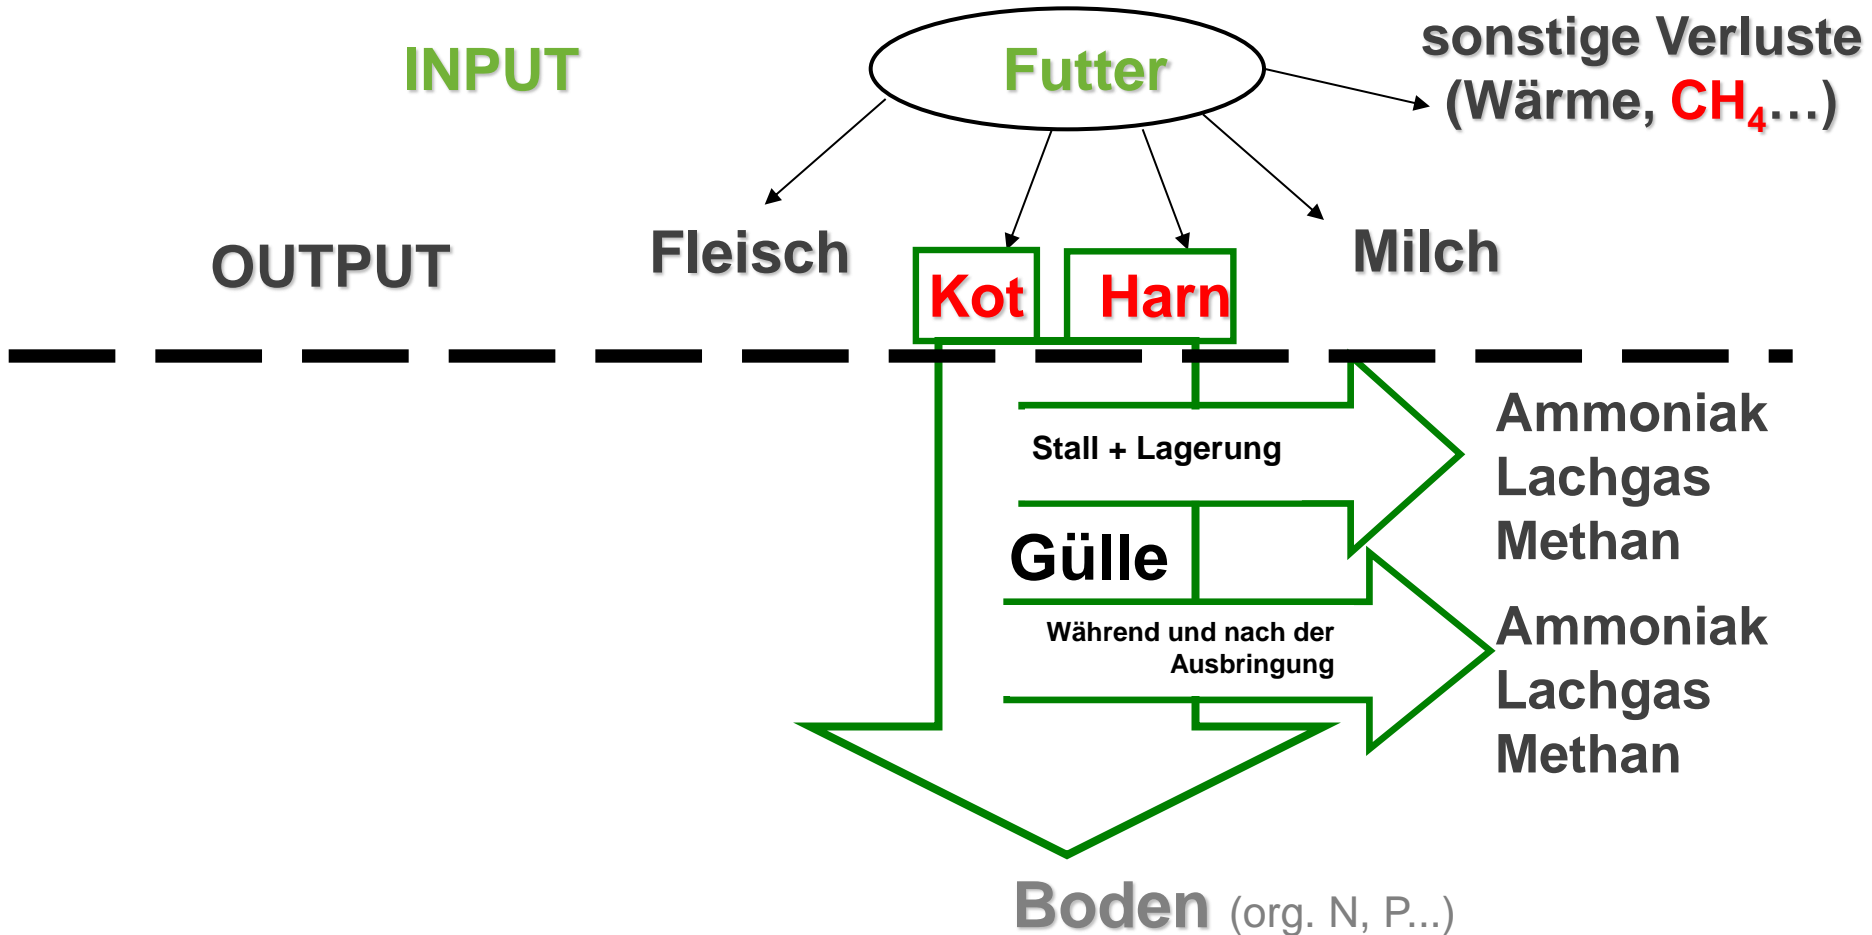 INPUT
Futter
sonstige Verluste
(Wärme, CH₄…)
OUTPUT
Fleisch
Kot
Harn
Milch
Stall + Lagerung
Ammoniak
Lachgas
Methan
Gülle
Während und nach der
Ausbringung
Ammoniak
Lachgas
Methan
Boden (org. N, P...)